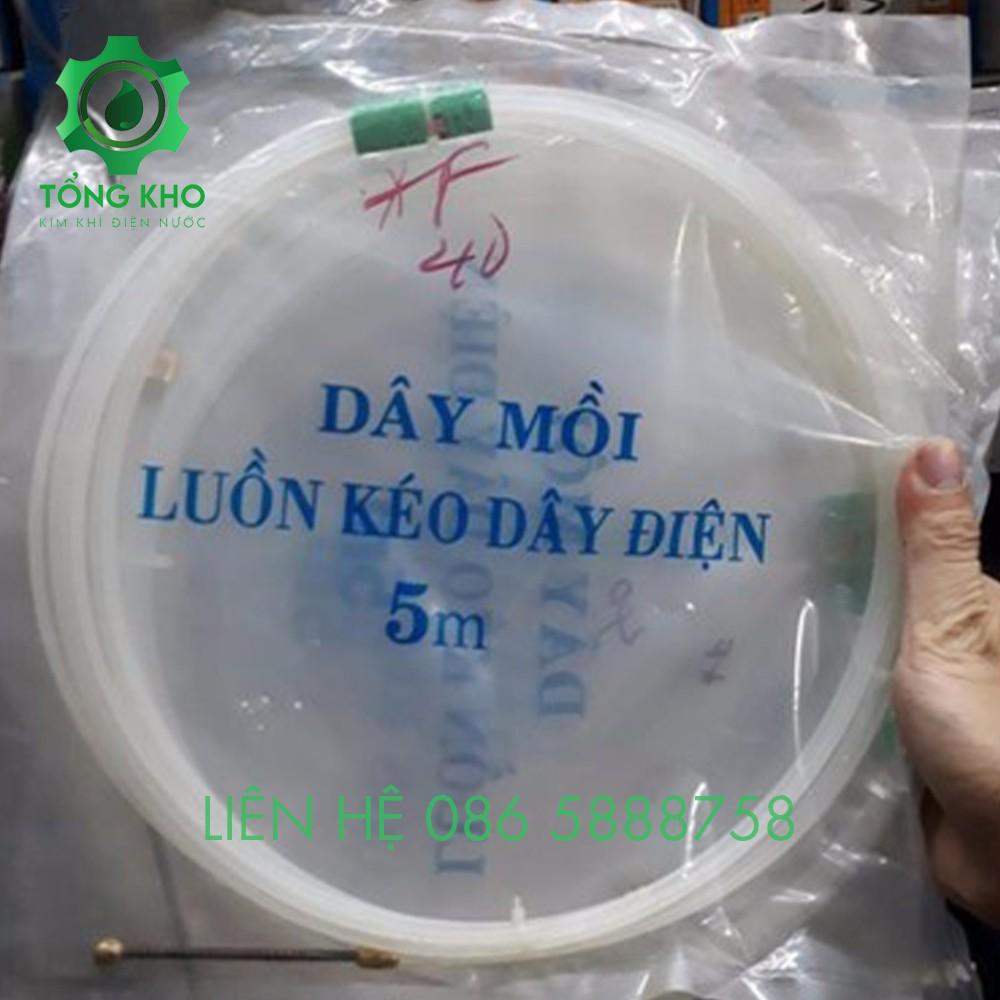 TỔNG KHO
KIM KHÍ ĐIỆN NƯỚC
40
DÂY MỒI
LUỒN KÉO DÂY ĐIỆN
5m
LIÊN HỆ 086 5888758